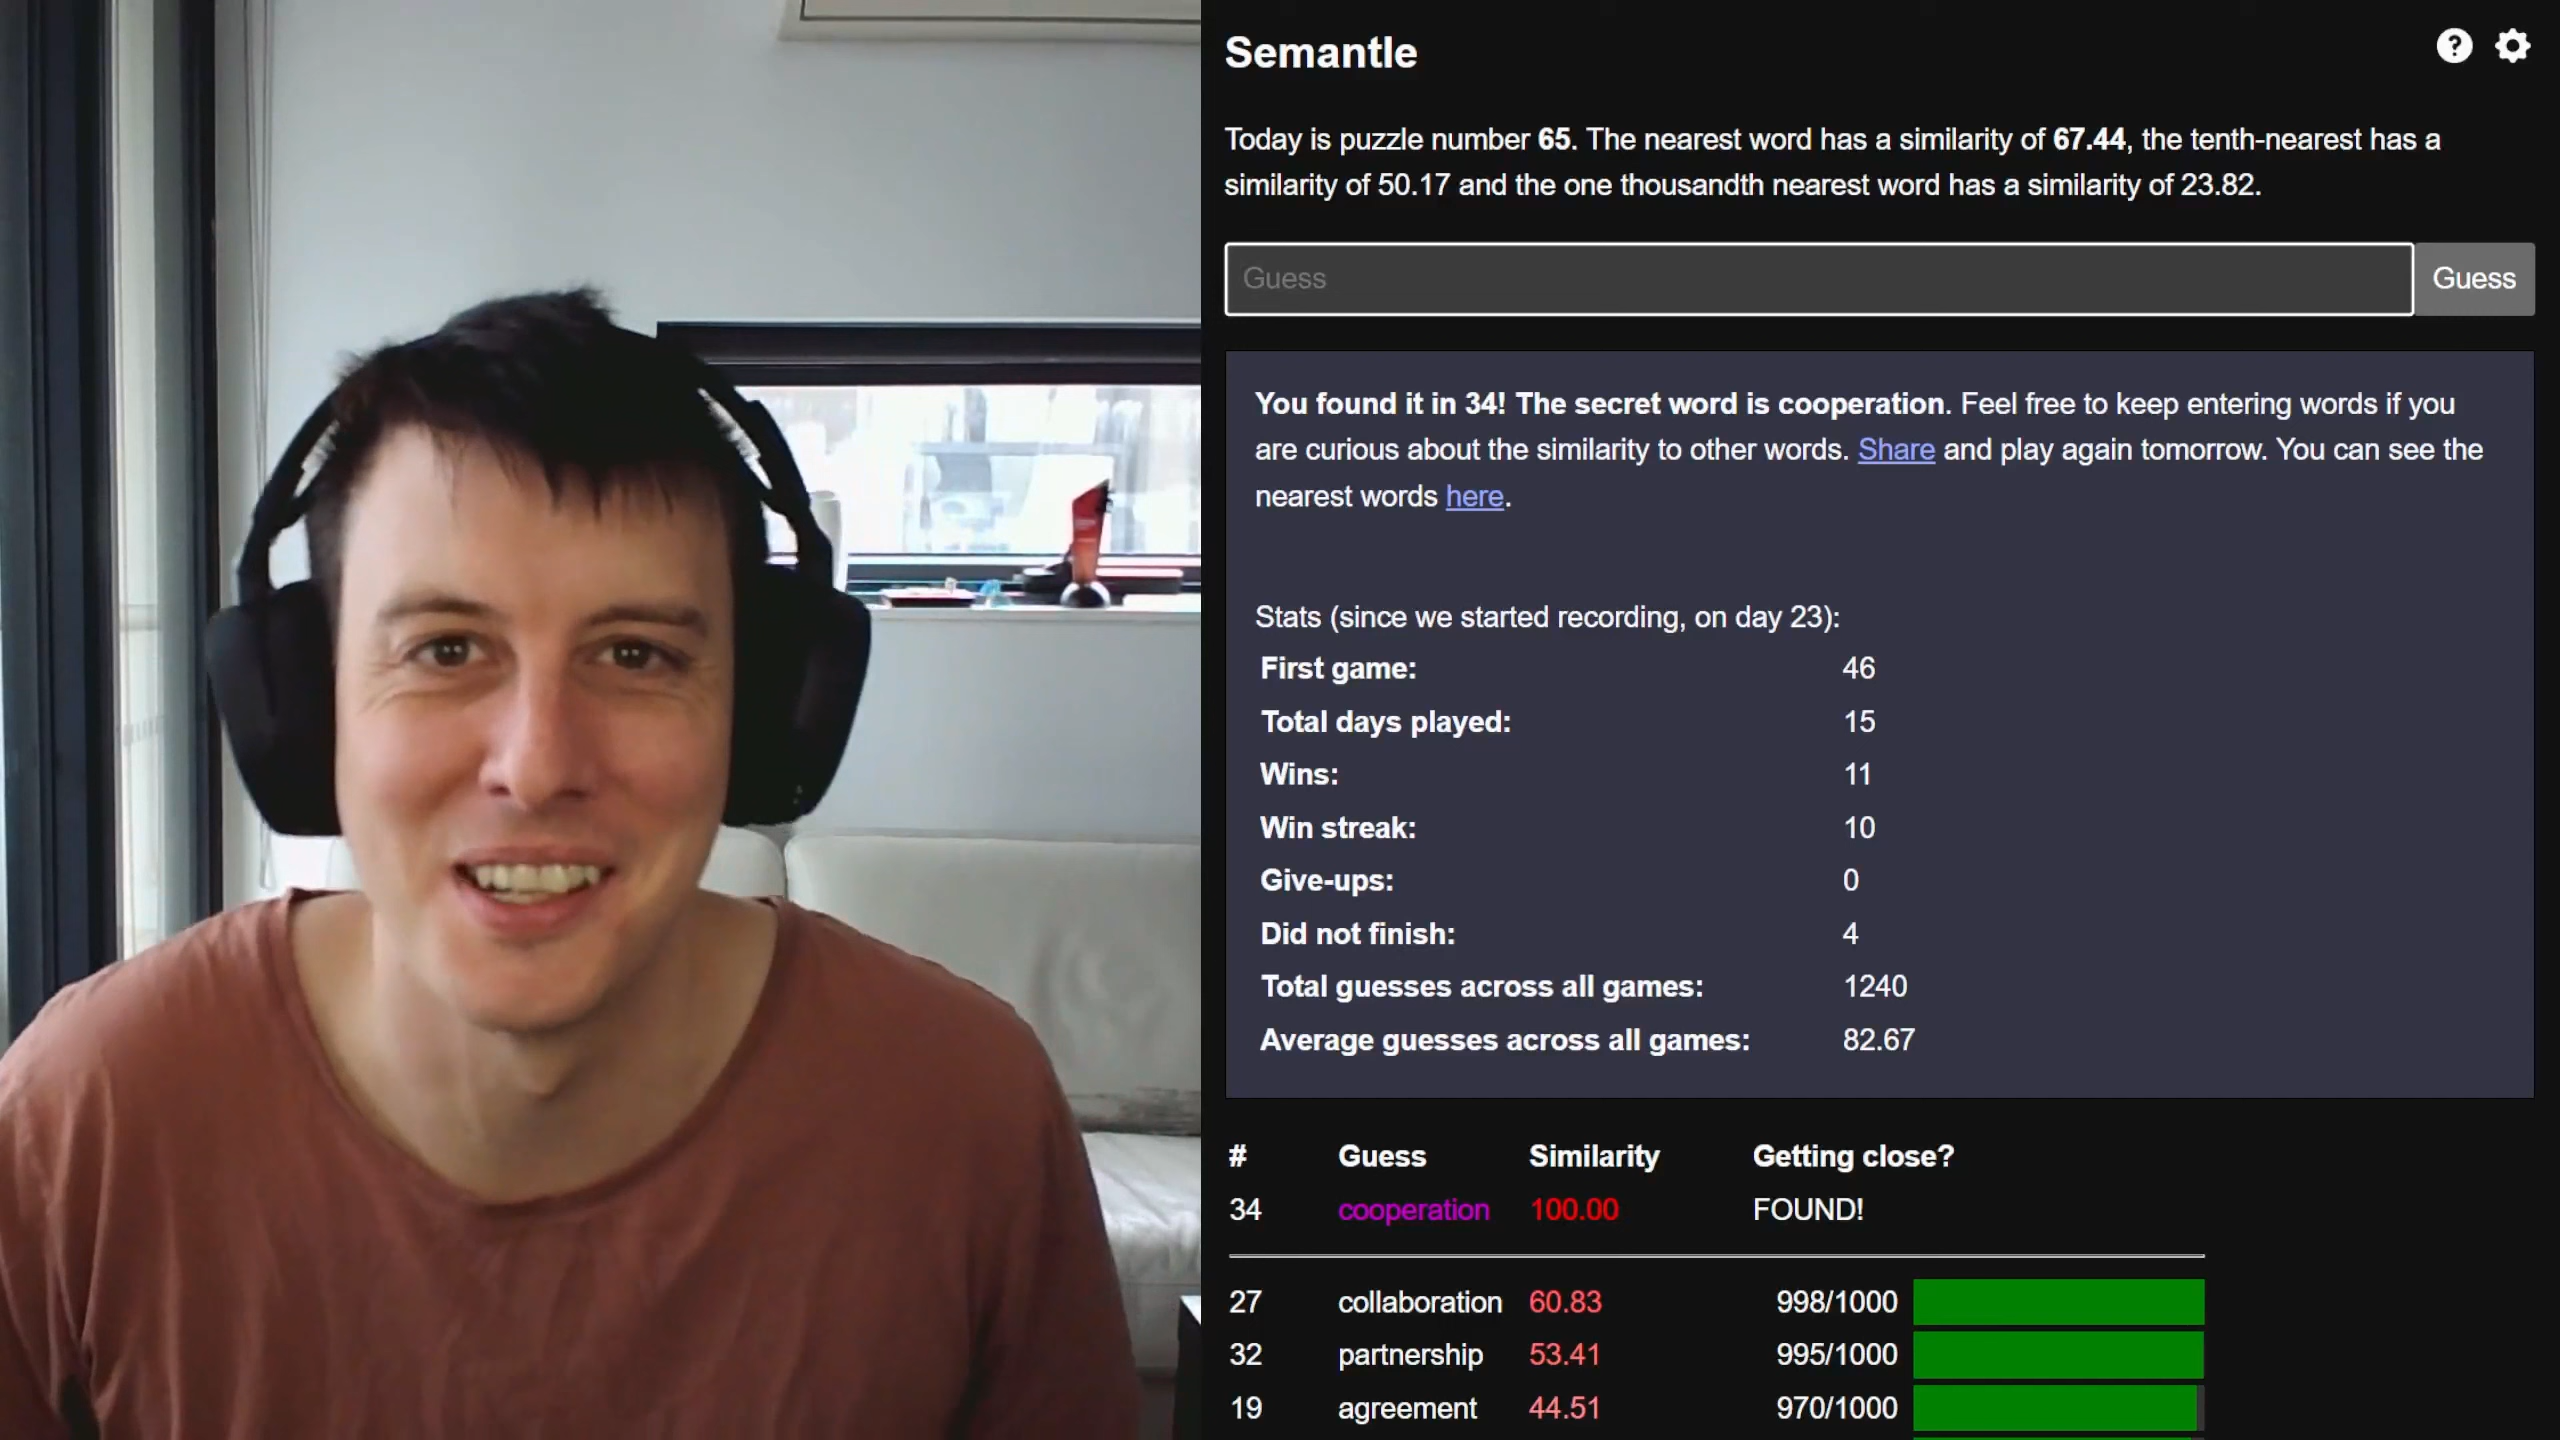 Semantle
Today is puzzle number 65. The nearest word has a similarity of 67.44, the tenth-nearest has a
similarity of 50.17 and the one thousandth nearest word has a similarity of 23.82.
Guess Guess
You found it in 34! The secret word is cooperation. Feel free to keep entering words if you
are curious about the similarity to other words. Share and play again tomorrow. You can see the
nearest words here.
Stats (since we started recording, on day 23):
First game: 46
Total days played: 15
Wins: 11
Win streak: 10
Give-ups: 0
Did not finish: 4
Total guesses across all games: 1240
Average guesses across all games: 82.67
# Guess Similarity Getting close?
34 cooperation 100.00 FOUND!
27 collaboration 60.83 998/1000
32 partnership 53.41 995/1000
19 agreement 44.51 970/1000